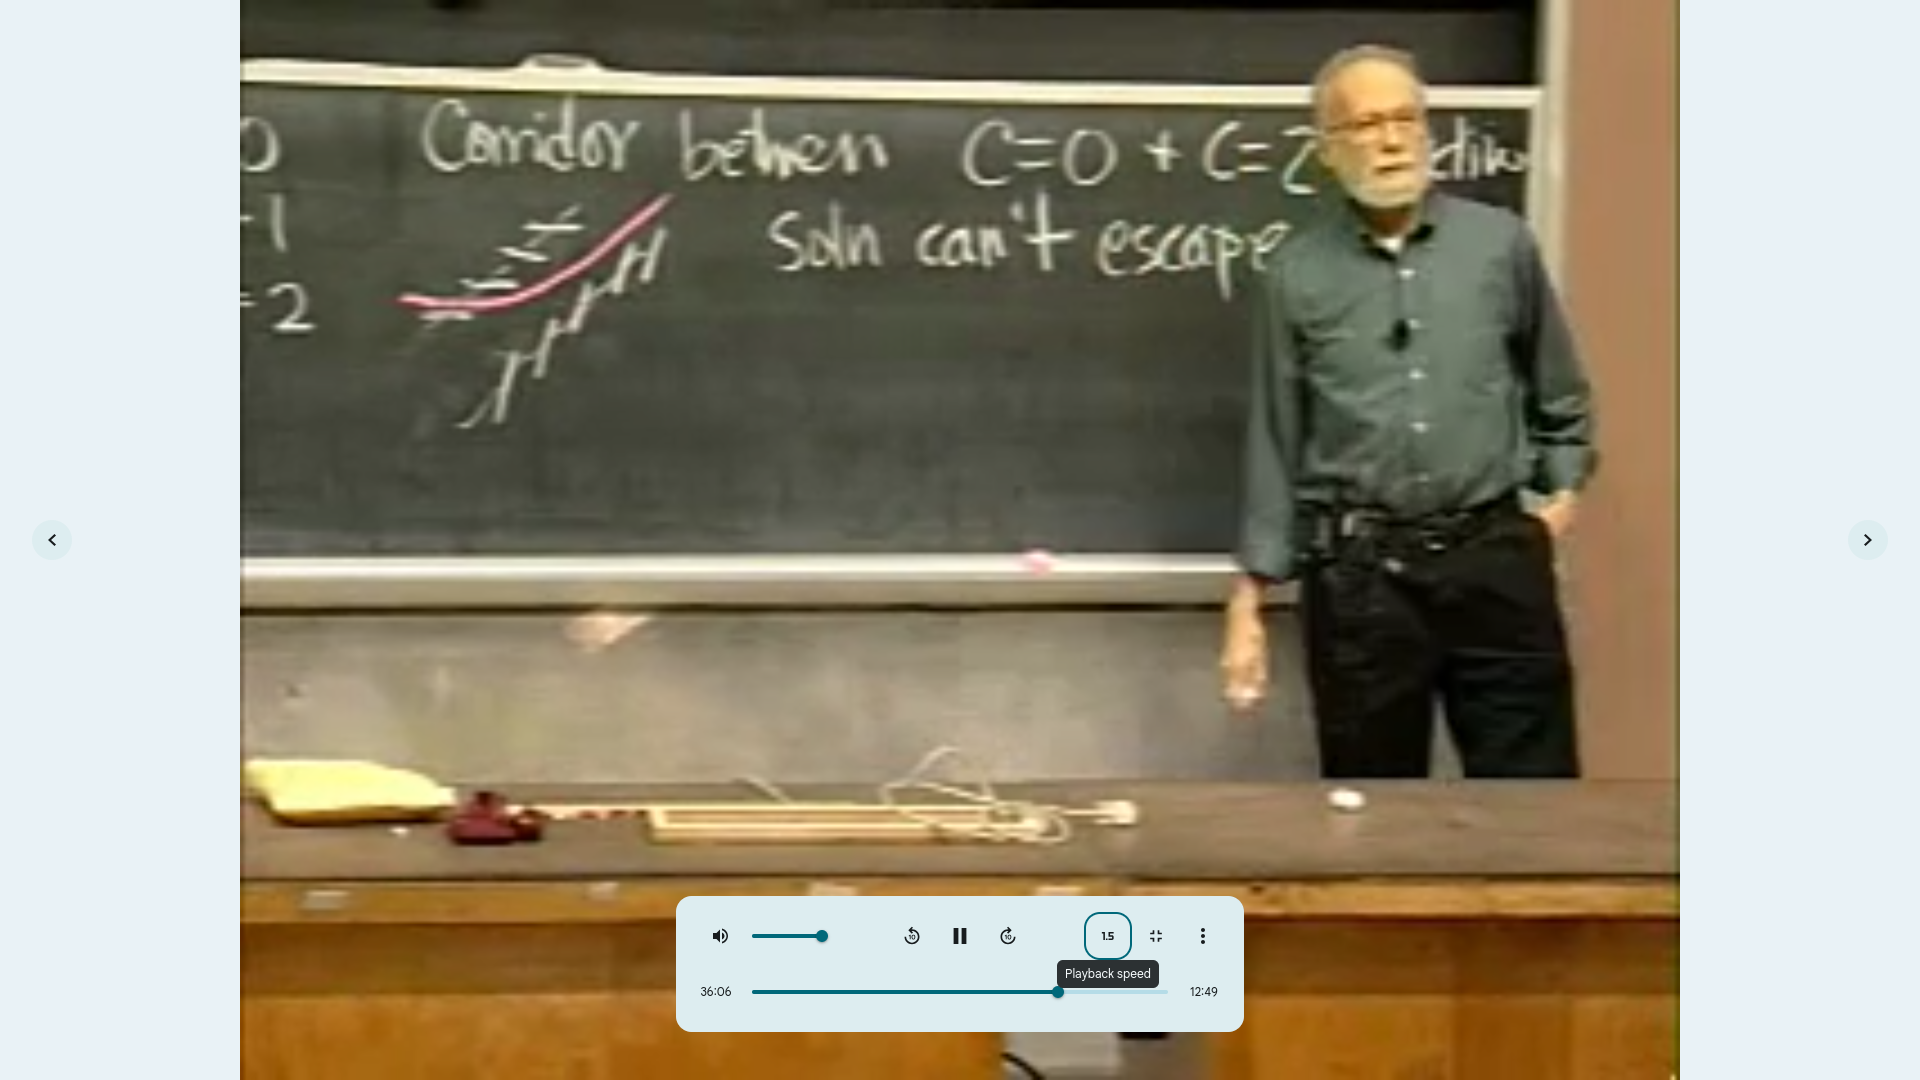 0 Corridor betwen C=0 + C=2
-1 soln can't escape
=2
1.5
Playback speed
36:06 12:49